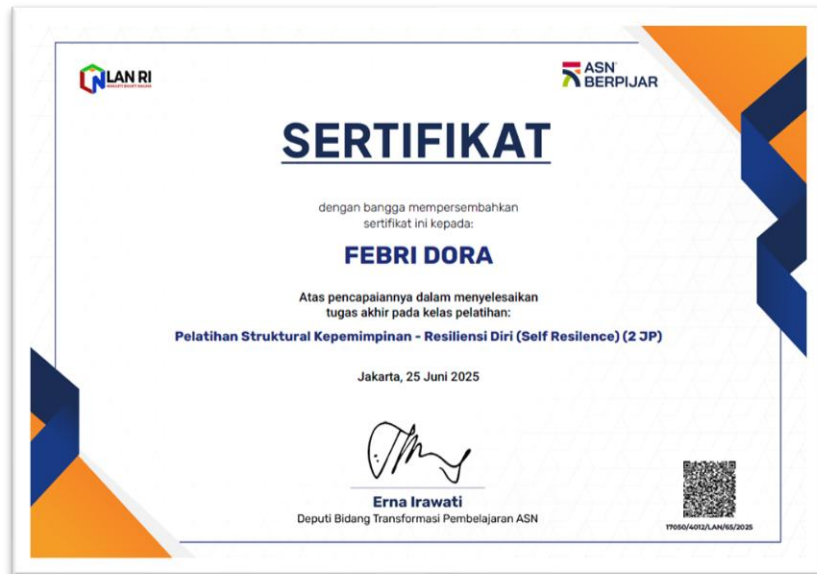 LAN RI
ASN
BERPIJAR
SERTIFIKAT
dengan bangga mempersembahkan
sertifikat ini kepada:
FEBRI DORA
Atas pencapaiannya dalam menyelesaikan
tugas akhir pada kelas pelatihan:
Pelatihan Struktural Kepemimpinan - Resiliensi Diri (Self Resilence) (2 JP)
Jakarta, 25 Juni 2025
Erna Irawati
Deputi Bidang Transformasi Pembelajaran ASN
17050/4012/LAN/65/2025